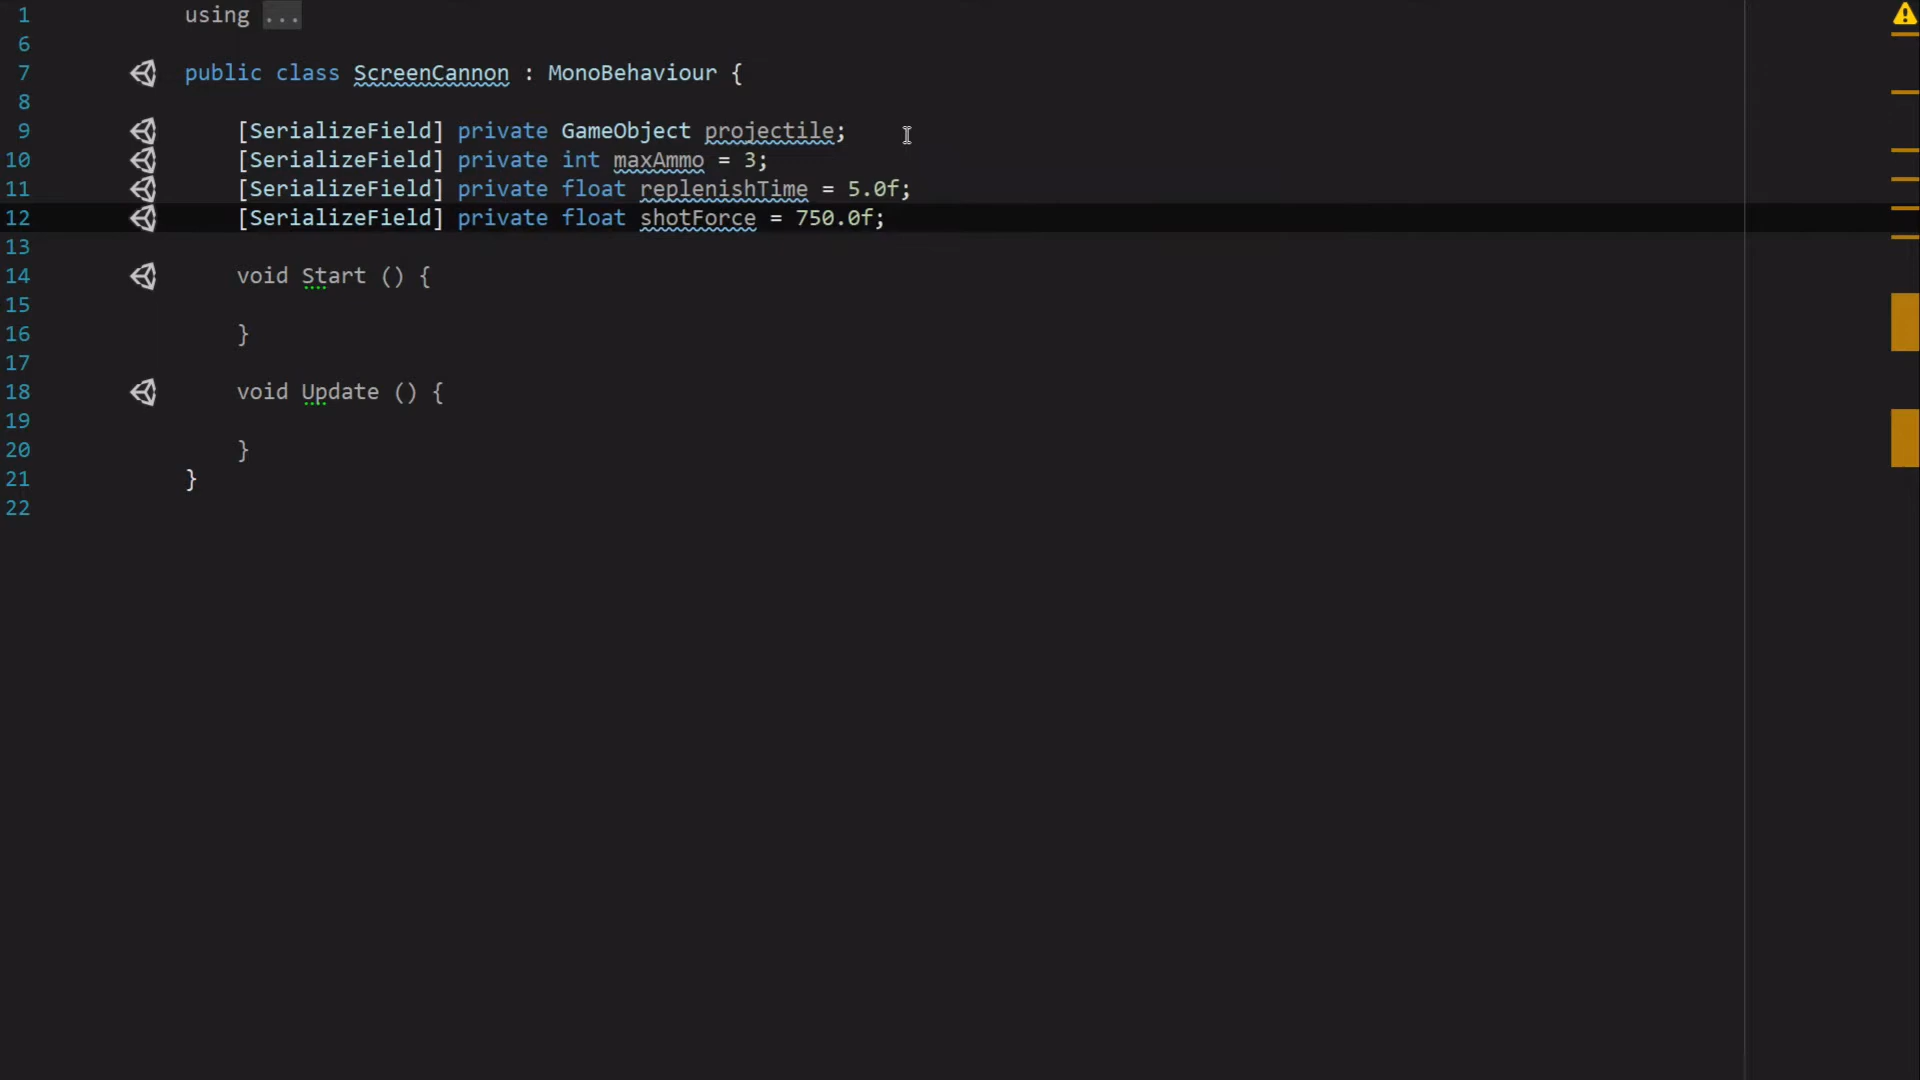 1 using ...
6
7 public class ScreenCannon : MonoBehaviour {
8
9 [SerializeField] private GameObject projectile;
10 [SerializeField] private int maxAmmo = 3;
11 [SerializeField] private float replenishTime = 5.0f;
12 [SerializeField] private float shotForce = 750.0f;
13
14 void Start () {
15
16 }
17
18 void Update () {
19
20 }
21 }
22